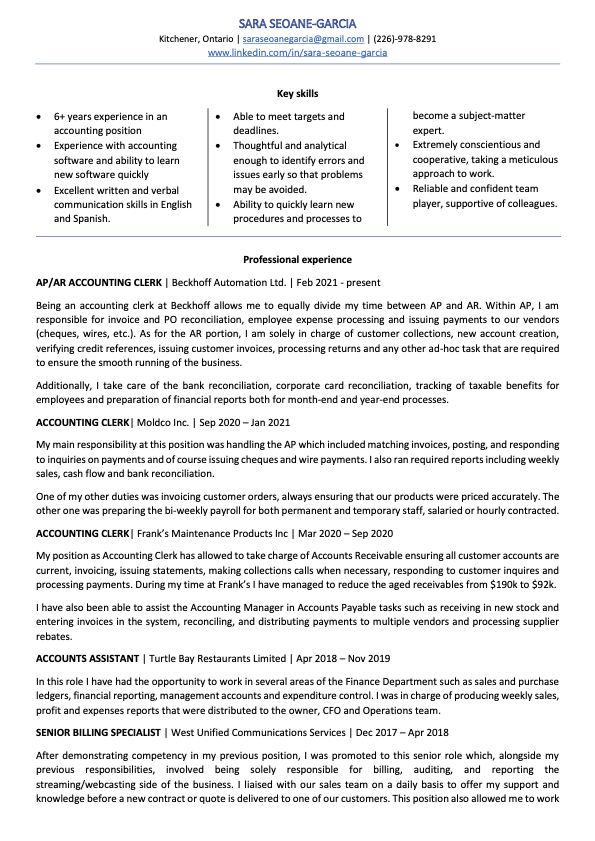 SARA SEOANE-GARCIA
Kitchener, Ontario | saraseoanegarcia@gmail.com | (226)-978-8291
www.linkedin.com/in/sara-seoane-garcia
Key skills
• 6+ years experience in an
accounting position
• Experience with accounting
software and ability to learn
new software quickly
• Excellent written and verbal
communication skills in English
and Spanish.
• Able to meet targets and
deadlines.
• Thoughtful and analytical
enough to identify errors and
issues early so that problems
may be avoided.
• Ability to quickly learn new
procedures and processes to
become a subject-matter
expert.
• Extremely conscientious and
cooperative, taking a meticulous
approach to work.
• Reliable and confident team
player, supportive of colleagues.
Professional experience
AP/AR ACCOUNTING CLERK | Beckhoff Automation Ltd. | Feb 2021 - present
Being an accounting clerk at Beckhoff allows me to equally divide my time between AP and AR. Within AP, I am
responsible for invoice and PO reconciliation, employee expense processing and issuing payments to our vendors
(cheques, wires, etc.). As for the AR portion, I am solely in charge of customer collections, new account creation,
verifying credit references, issuing customer invoices, processing returns and any other ad-hoc task that are required
to ensure the smooth running of the business.
Additionally, I take care of the bank reconciliation, corporate card reconciliation, tracking of taxable benefits for
employees and preparation of financial reports both for month-end and year-end processes.
ACCOUNTING CLERK| Moldco Inc. | Sep 2020 – Jan 2021
My main responsibility at this position was handling the AP which included matching invoices, posting, and responding
to inquiries on payments and of course issuing cheques and wire payments. I also ran required reports including weekly
sales, cash flow and bank reconciliation.
One of my other duties was invoicing customer orders, always ensuring that our products were priced accurately. The
other one was preparing the bi-weekly payroll for both permanent and temporary staff, salaried or hourly contracted.
ACCOUNTING CLERK| Frank's Maintenance Products Inc | Mar 2020 – Sep 2020
My position as Accounting Clerk has allowed to take charge of Accounts Receivable ensuring all customer accounts are
current, invoicing, issuing statements, making collections calls when necessary, responding to customer inquires and
processing payments. During my time at Frank's I have managed to reduce the aged receivables from $190k to $92k.
I have also been able to assist the Accounting Manager in Accounts Payable tasks such as receiving in new stock and
entering invoices in the system, reconciling, and distributing payments to multiple vendors and processing supplier
rebates.
ACCOUNTS ASSISTANT | Turtle Bay Restaurants Limited | Apr 2018 – Nov 2019
In this role I have had the opportunity to work in several areas of the Finance Department such as sales and purchase
ledgers, financial reporting, management accounts and expenditure control. I was in charge of producing weekly sales,
profit and expenses reports that were distributed to the owner, CFO and Operations team.
SENIOR BILLING SPECIALIST | West Unified Communications Services | Dec 2017 – Apr 2018
After demonstrating competency in my previous position, I was promoted to this senior role which, alongside my
previous responsibilities, involved being solely responsible for billing, auditing, and reporting the
streaming/webcasting side of the business. I liaised with our sales team on a daily basis to offer my support and
knowledge before a new contract or quote is delivered to one of our customers. This position also allowed me to work